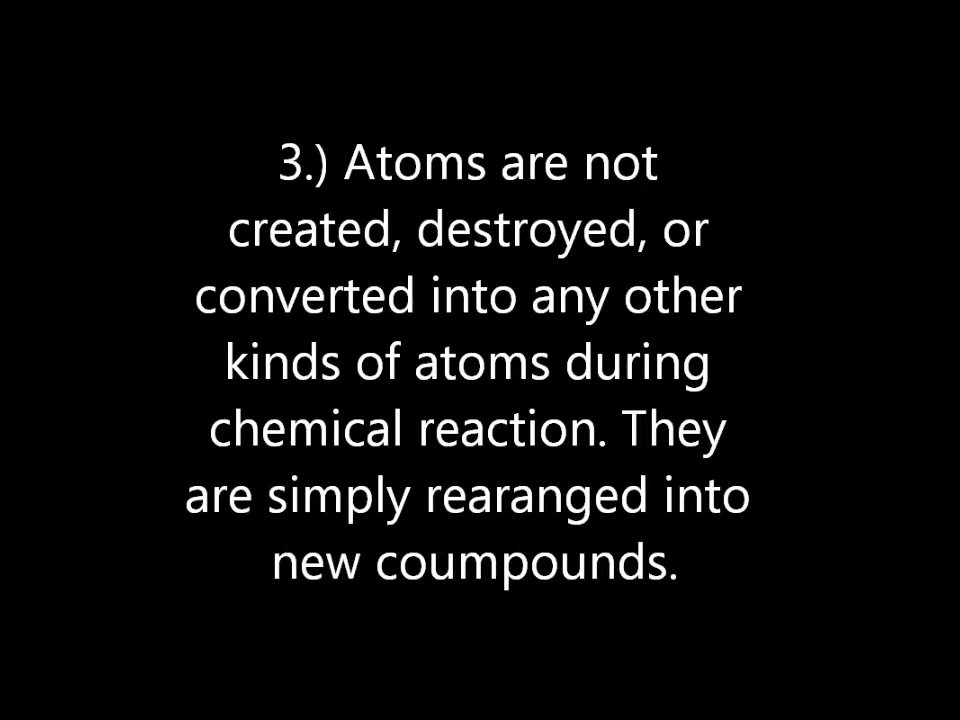 3.) Atoms are not
created, destroyed, or
converted into any other
kinds of atoms during
chemical reaction. They
are simply rearanged into
new coumpounds.